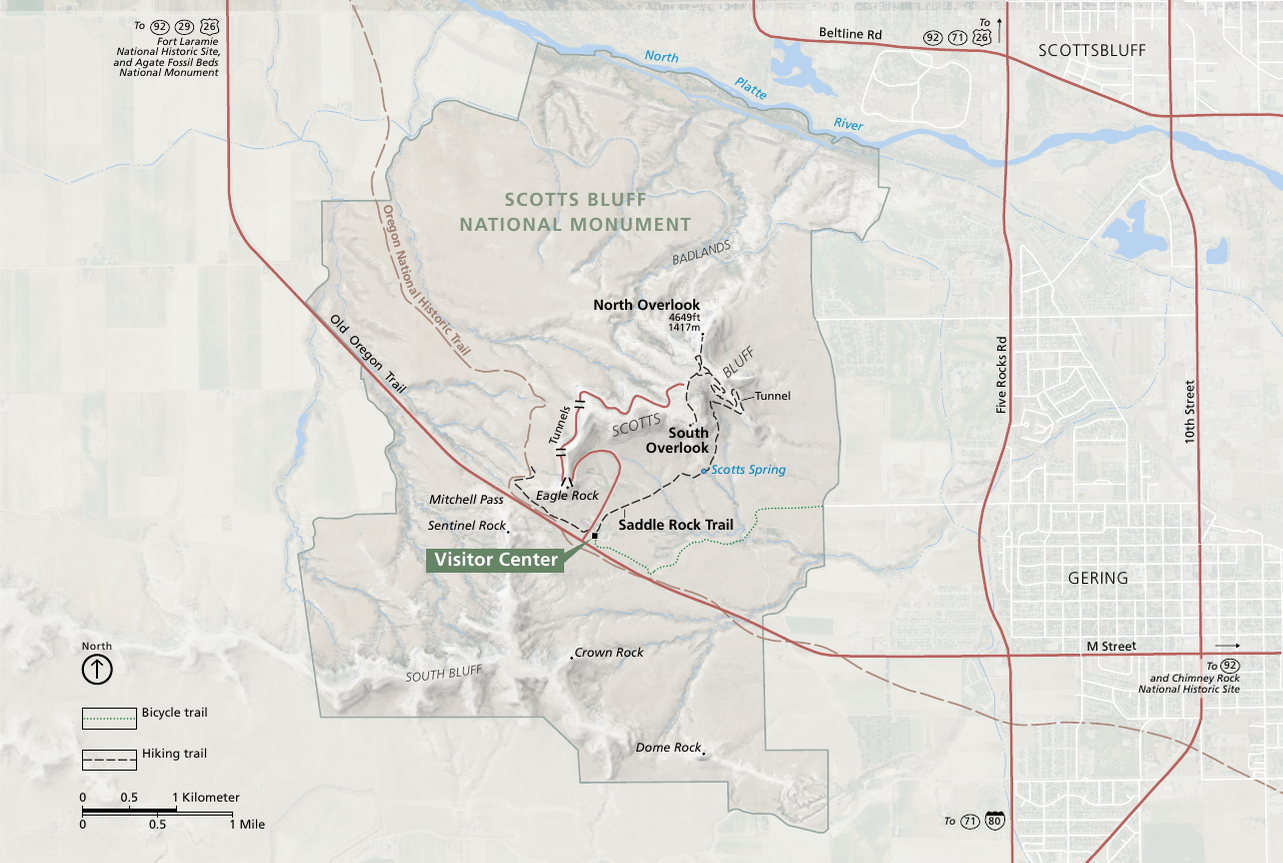 To 92 29 26
Fort Laramie
National Historic Site,
and Agate Fossil Beds
National Monument
Beltline Rd
To
92 71 26
SCOTTSBLUFF
North
Platte
River
SCOTTS BLUFF
NATIONAL MONUMENT
Oregon National Historic Trail
BADLANDS
North Overlook
4649ft
1417m
Old Oregon Trail
BLUFF
Five Rocks Rd
10th Street
Tunnel
Tunnels
SCOTTS
South
Overlook
Scotts Spring
Mitchell Pass
Eagle Rock
Sentinel Rock
Saddle Rock Trail
Visitor Center
GERING
North
Crown Rock
M Street
SOUTH BLUFF
To 92
and Chimney Rock
National Historic Site
Bicycle trail
Hiking trail
Dome Rock
0 0.5 1 Kilometer
0 0.5 1 Mile
To 71 80